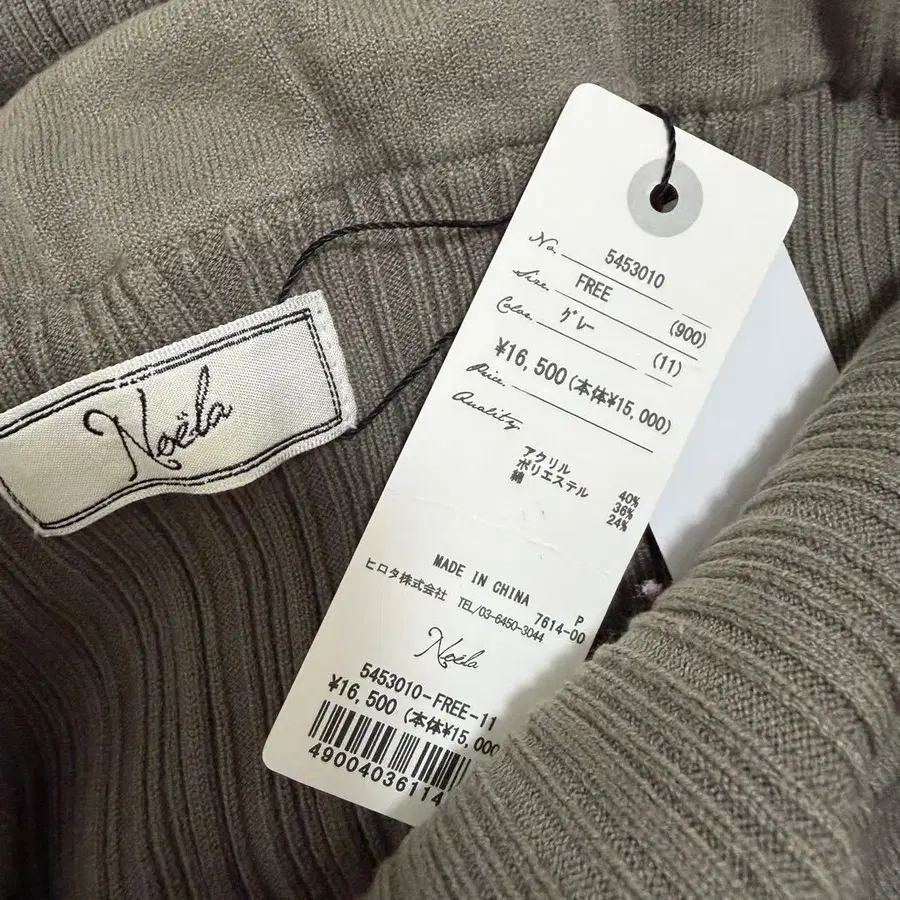 Noëla
No. 5453010
Size FREE (900)
Color グレー (11)
¥16,500(本体¥15,000)
Price
Quality
アクリル 40%
ポリエステル 36%
綿 24%
MADE IN CHINA P
ヒロタ株式会社 TEL/03-6450-3044 7614-00
Noëla
5453010-FREE-11
¥16,500(本体¥15,000
49004036114